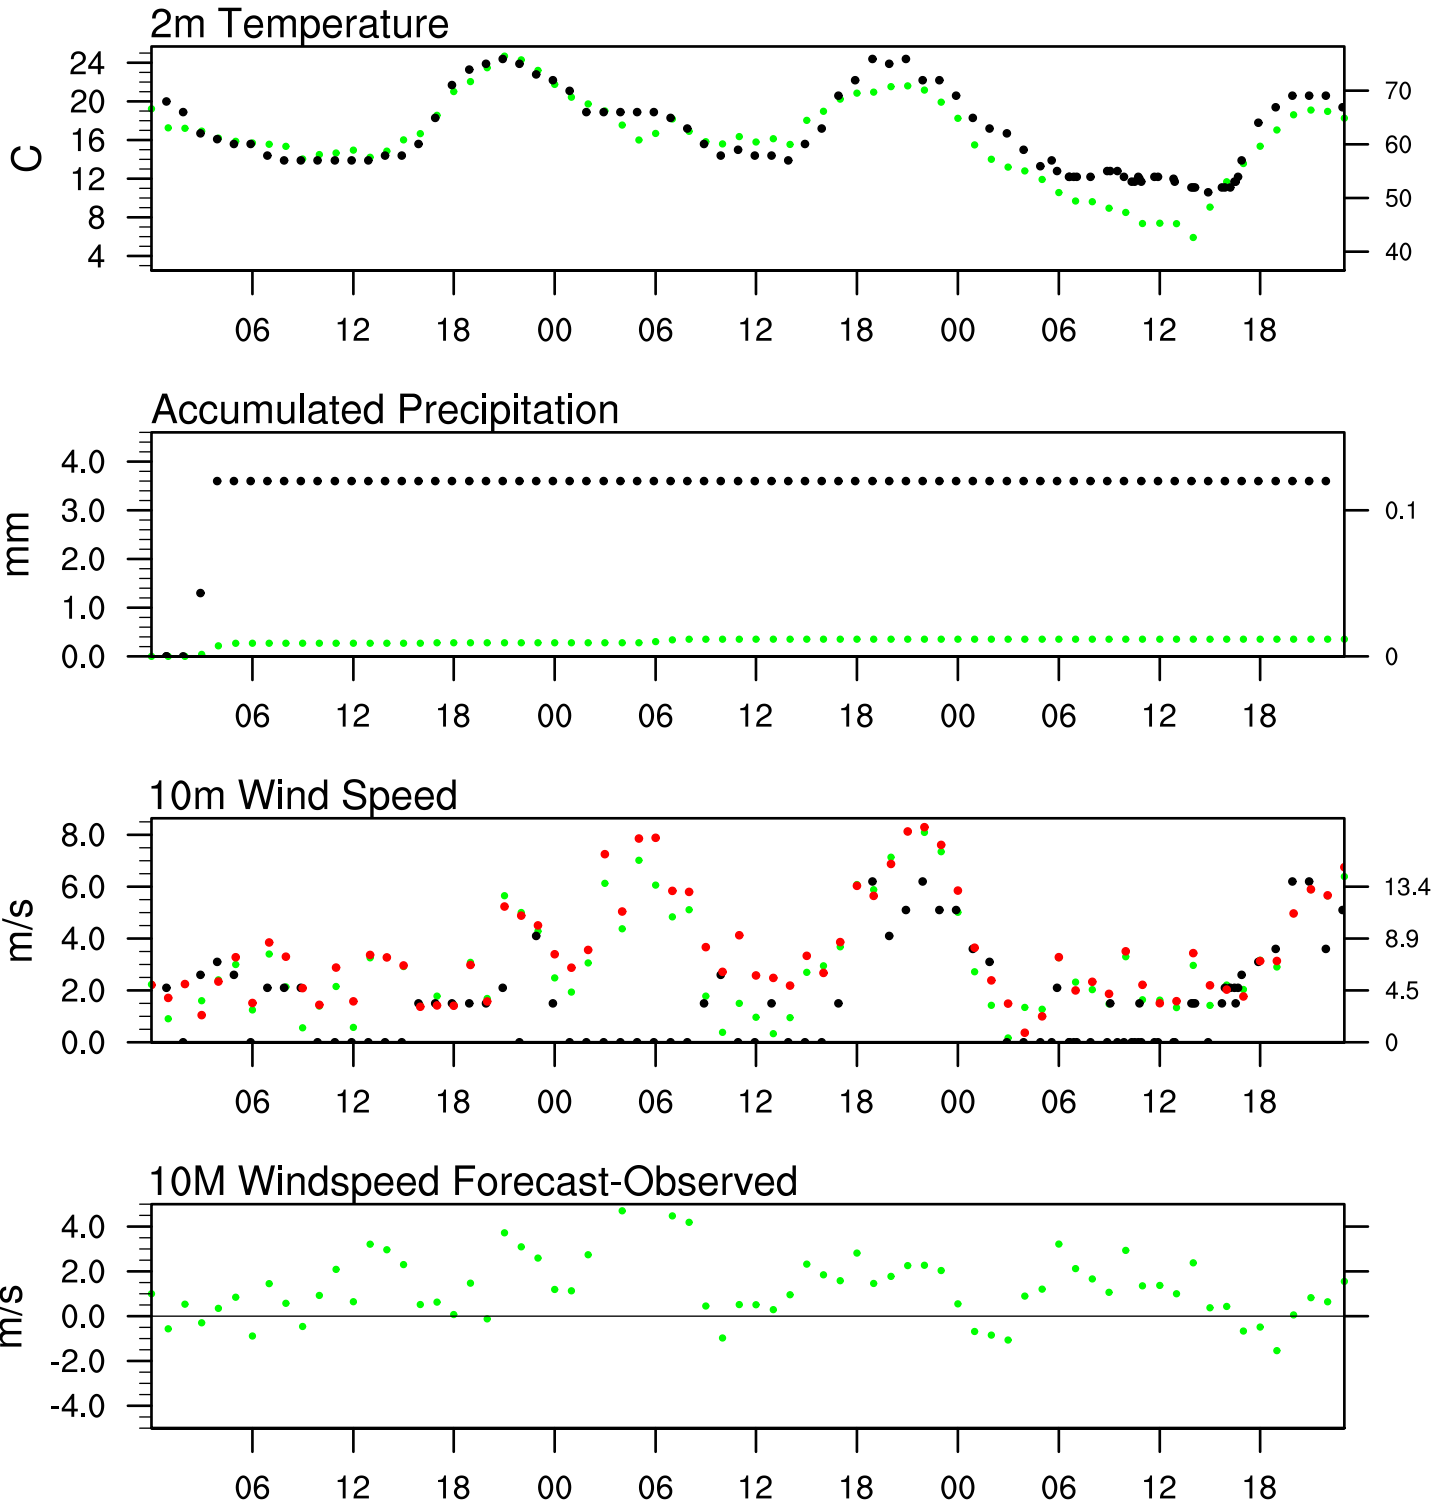 2m Temperature
24
20
16
12
8
4
C
70
60
50
40
06 12 18 00 06 12 18 00 06 12 18
Accumulated Precipitation
4.0
3.0
2.0
1.0
0.0
mm
0.1
0
06 12 18 00 06 12 18 00 06 12 18
10m Wind Speed
8.0
6.0
4.0
2.0
0.0
m/s
13.4
8.9
4.5
0
06 12 18 00 06 12 18 00 06 12 18
10M Windspeed Forecast-Observed
4.0
2.0
0.0
-2.0
-4.0
m/s
06 12 18 00 06 12 18 00 06 12 18